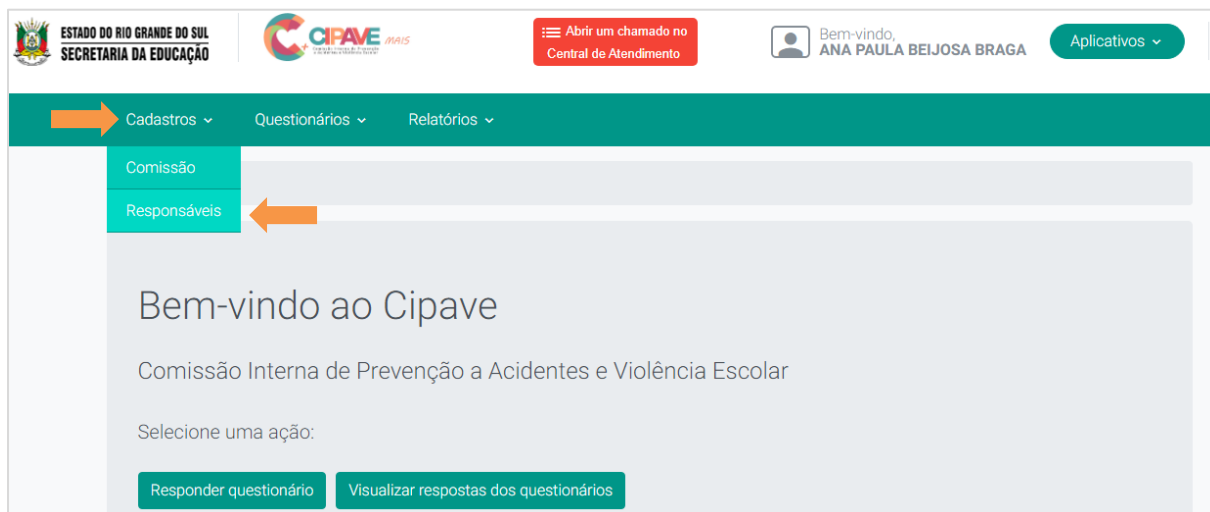 ESTADO DO RIO GRANDE DO SUL
SECRETARIA DA EDUCAÇÃO
CIPAVE MAIS
Abrir um chamado no
Central de Atendimento
Bem-vindo,
ANA PAULA BEIJOSA BRAGA
Aplicativos
Cadastros
Questionários
Relatórios
Comissão
Responsáveis
Bem-vindo ao Cipave
Comissão Interna de Prevenção a Acidentes e Violência Escolar
Selecione uma ação:
Responder questionário
Visualizar respostas dos questionários